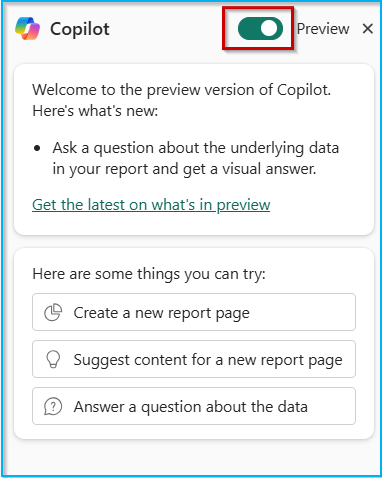 Copilot Preview
Welcome to the preview version of Copilot.
Here's what's new:
• Ask a question about the underlying data
in your report and get a visual answer.
Get the latest on what's in preview
Here are some things you can try:
Create a new report page
Suggest content for a new report page
Answer a question about the data